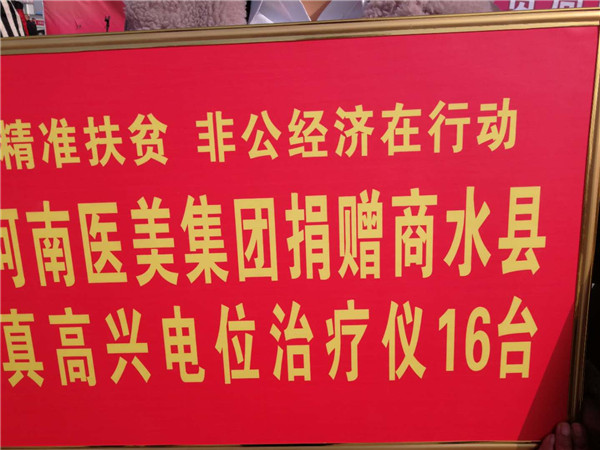 精准扶贫 非公经济在行动
河南医美集团捐赠商水县
真高兴电位治疗仪16台